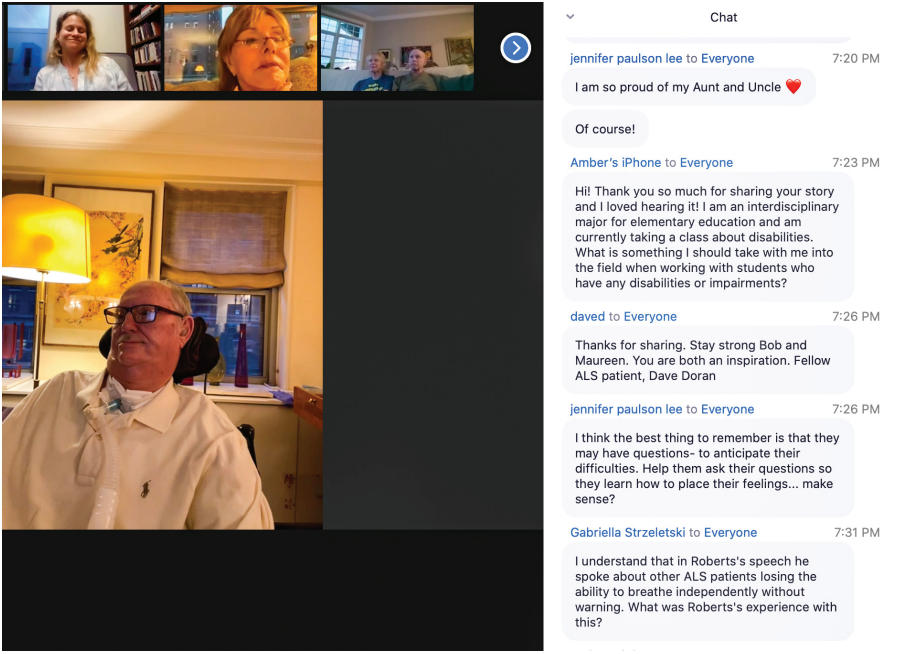 Chat
jennifer paulson lee to Everyone 7:20 PM
I am so proud of my Aunt and Uncle ❤️
Of course!
Amber’s iPhone to Everyone 7:23 PM
Hi! Thank you so much for sharing your story
and I loved hearing it! I am an interdisciplinary
major for elementary education and am
currently taking a class about disabilities.
What is something I should take with me into
the field when working with students who
have any disabilities or impairments?
daved to Everyone 7:26 PM
Thanks for sharing. Stay strong Bob and
Maureen. You are both an inspiration. Fellow
ALS patient, Dave Doran
jennifer paulson lee to Everyone 7:26 PM
I think the best thing to remember is that they
may have questions- to anticipate their
difficulties. Help them ask their questions so
they learn how to place their feelings... make
sense?
Gabriella Strzeletski to Everyone 7:31 PM
I understand that in Roberts's speech he
spoke about other ALS patients losing the
ability to breathe independently without
warning. What was Roberts's experience with
this?